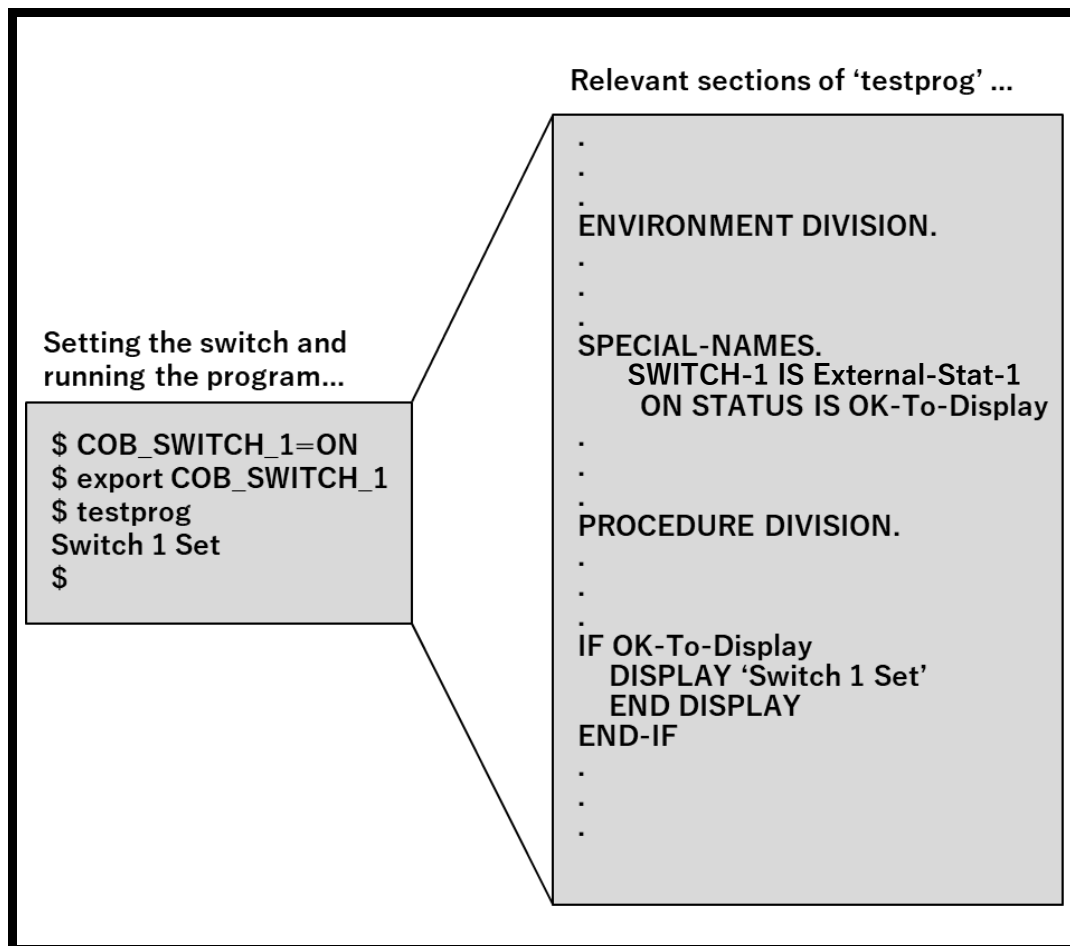 Relevant sections of ‘testprog’ ...
.
.
.
ENVIRONMENT DIVISION.
.
.
.
SPECIAL-NAMES.
SWITCH-1 IS External-Stat-1
ON STATUS IS OK-To-Display
.
.
.
PROCEDURE DIVISION.
.
.
.
IF OK-To-Display
DISPLAY ‘Switch 1 Set’
END DISPLAY
END-IF
.
.
.
Setting the switch and
running the program...
$ COB_SWITCH_1=ON
$ export COB_SWITCH_1
$ testprog
Switch 1 Set
$